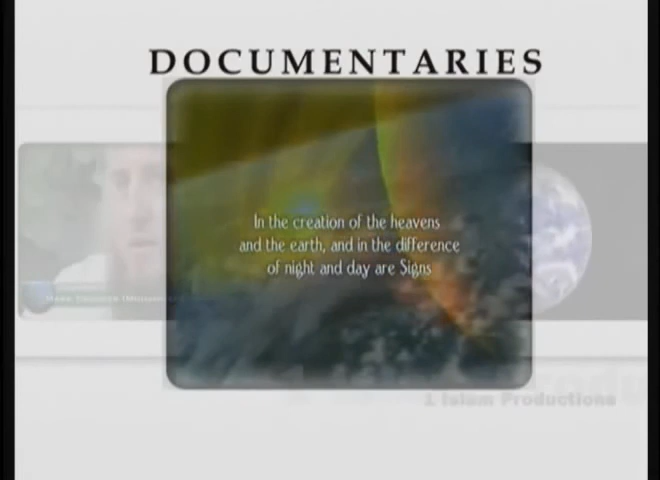 DOCUMENTARIES
In the creation of the heavens
and the earth, and in the difference
of night and day are Signs
1 Islam Productions